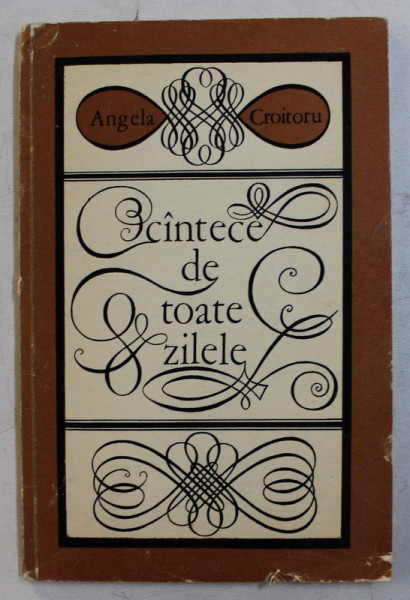 Angela Croitoru
cîntece
de
toate
zilele